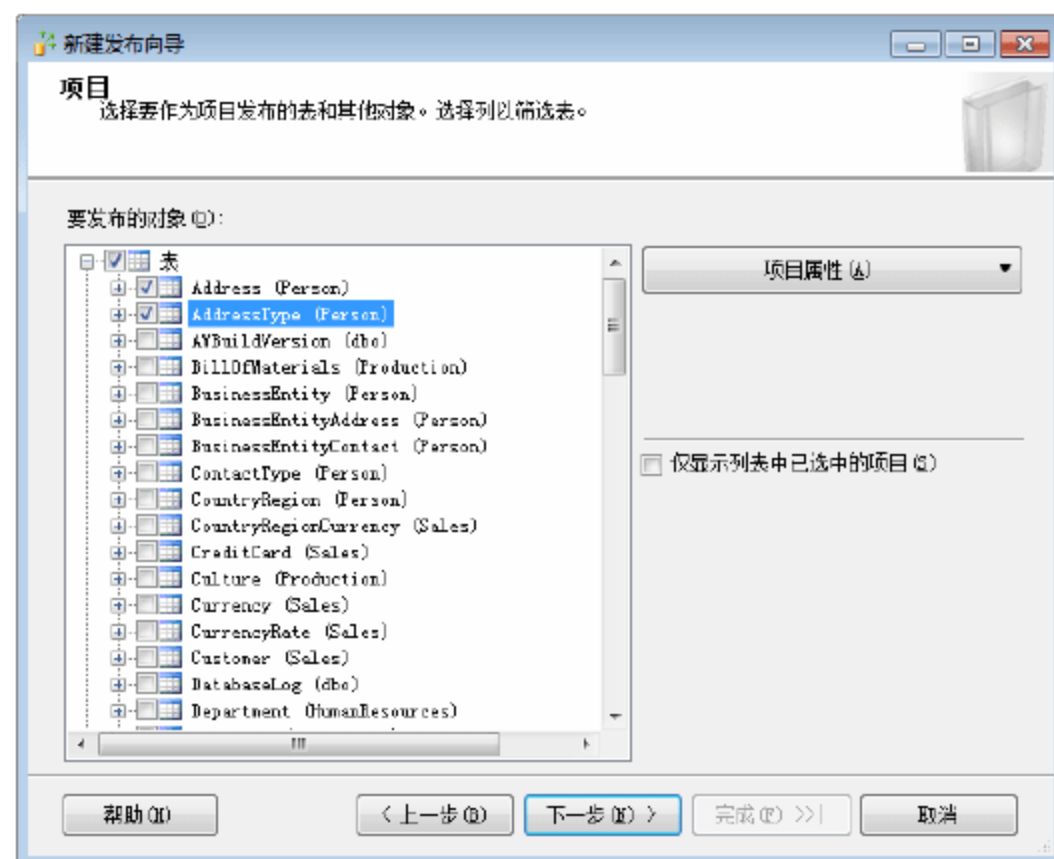 新建发布向导
项目
选择要作为项目发布的表和其他对象。选择列以筛选表。
要发布的对象(O):
表
Address (Person)
AddressType (Person)
AWBuildVersion (dbo)
BillOfMaterials (Production)
BusinessEntity (Person)
BusinessEntityAddress (Person)
BusinessEntityContact (Person)
ContactType (Person)
CountryRegion (Person)
CountryRegionCurrency (Sales)
CreditCard (Sales)
Culture (Production)
Currency (Sales)
CurrencyRate (Sales)
Customer (Sales)
DatabaseLog (dbo)
Department (HumanResources)
项目属性(A)
仅显示列表中已选中的项目(S)
帮助(H)
< 上一步(B)
下一步(N) >
完成(F) >>|
取消